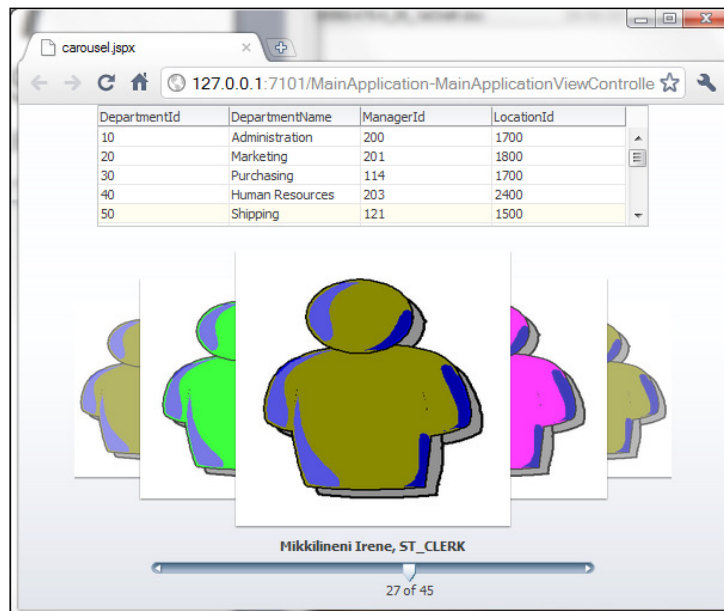 carousel.jspx
127.0.0.1:7101/MainApplication-MainApplicationViewControlle
DepartmentId DepartmentName ManagerId LocationId
10 Administration 200 1700
20 Marketing 201 1800
30 Purchasing 114 1700
40 Human Resources 203 2400
50 Shipping 121 1500
Mikkilineni Irene, ST_CLERK
27 of 45